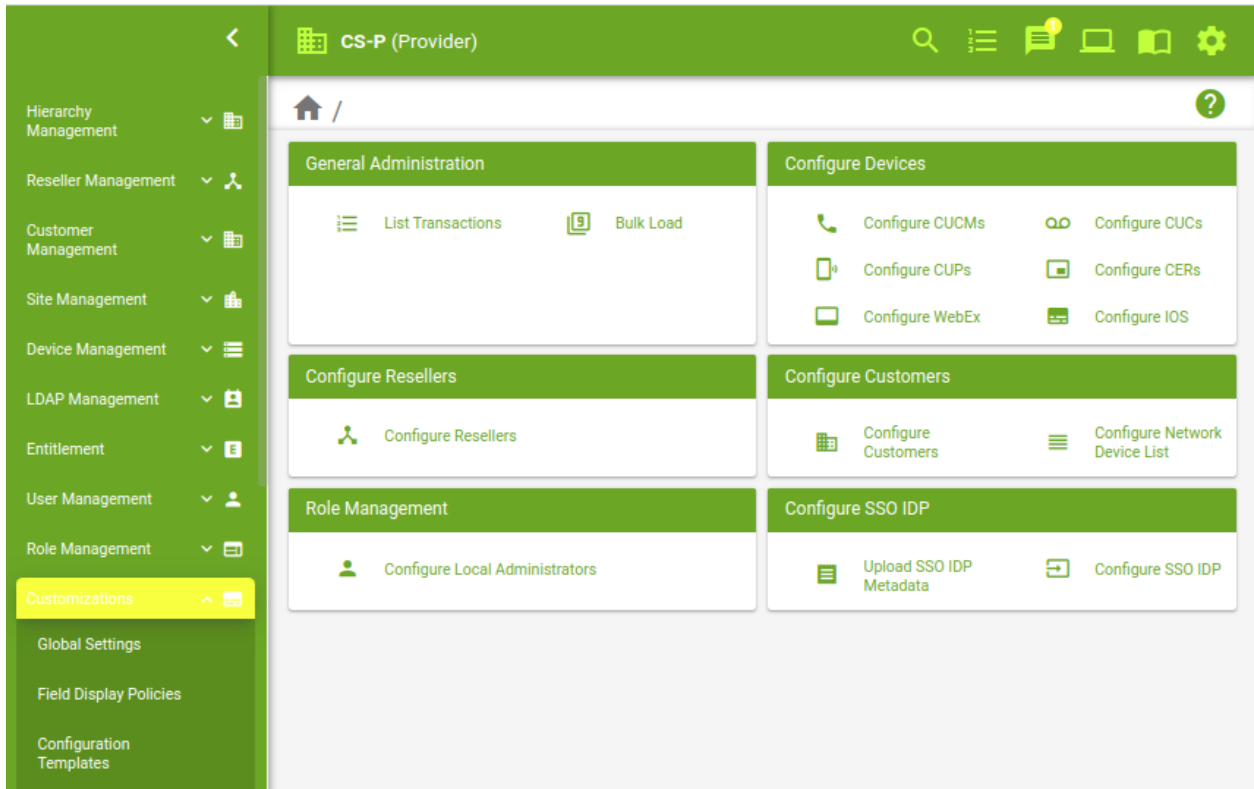 CS-P (Provider)
1
Hierarchy
Management
Reseller Management
Customer
Management
Site Management
Device Management
LDAP Management
Entitlement
E
User Management
Role Management
Customizations
Global Settings
Field Display Policies
Configuration
Templates
/
?
General Administration
List Transactions
9
Bulk Load
Configure Devices
Configure CUCMs
Configure CUCs
Configure CUPs
Configure CERs
Configure WebEx
Configure IOS
Configure Resellers
Configure Resellers
Configure Customers
Configure
Customers
Configure Network
Device List
Role Management
Configure Local Administrators
Configure SSO IDP
Upload SSO IDP
Metadata
Configure SSO IDP